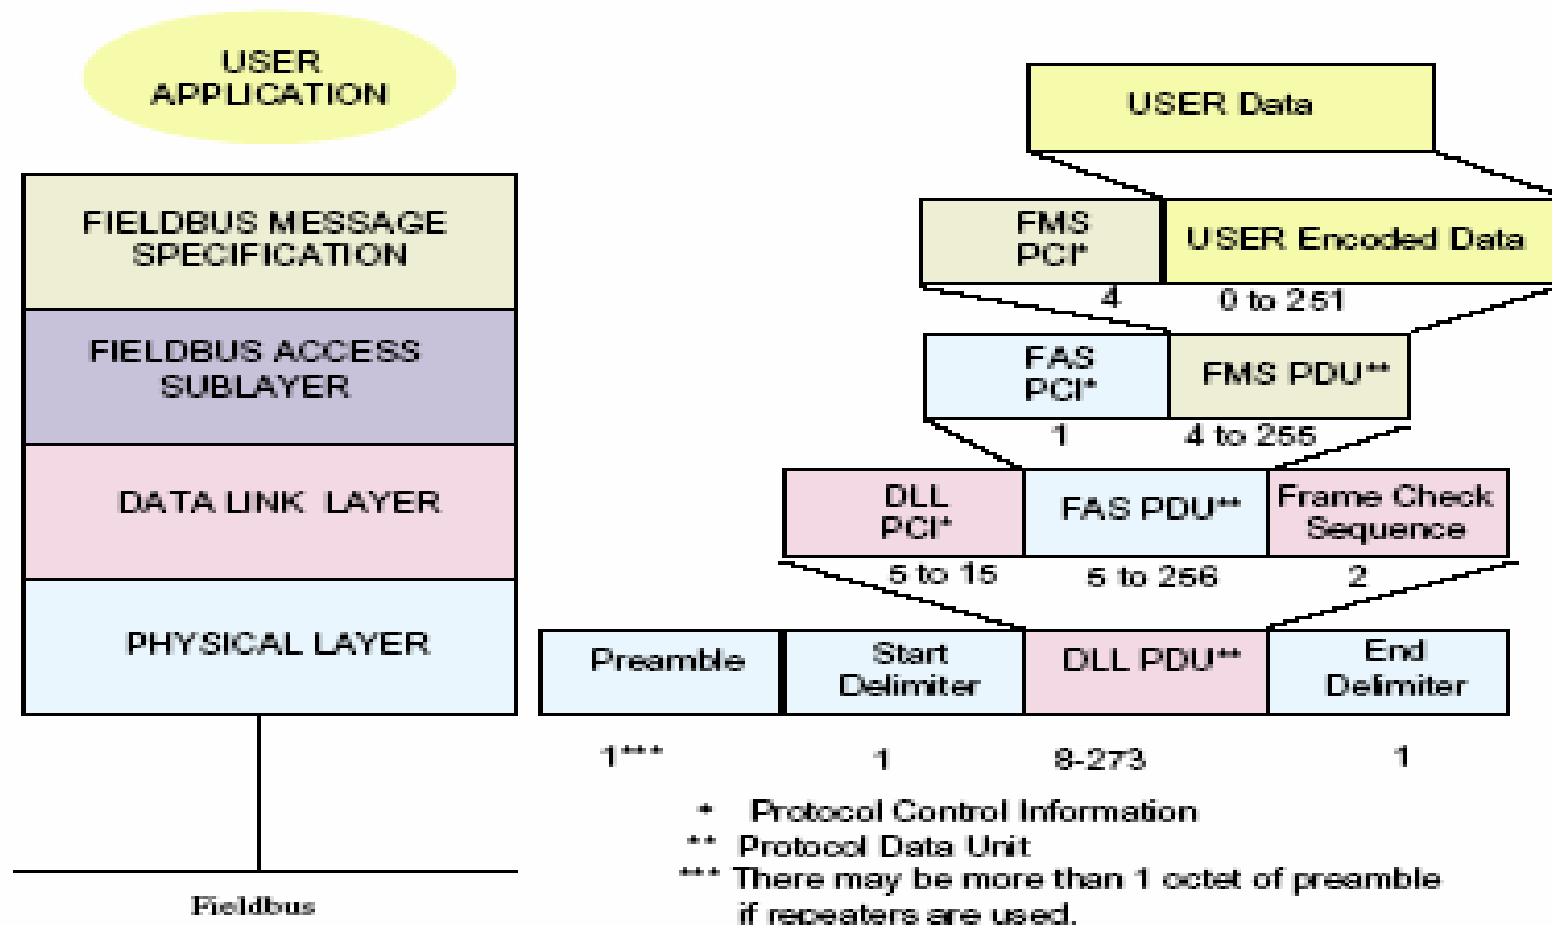 USER
APPLICATION
USER Data
FIELDBUS MESSAGE
SPECIFICATION
FMS
PCI*
USER Encoded Data
4
0 to 251
FIELDBUS ACCESS
SUBLAYER
FAS
PCI*
FMS PDU**
1
4 to 255
DATA LINK LAYER
DLL
PCI*
FAS PDU**
Frame Check
Sequence
5 to 15
5 to 256
2
PHYSICAL LAYER
Preamble
Start
Delimiter
DLL PDU**
End
Delimiter
1***
1
8-273
1
* Protocol Control Information
** Protocol Data Unit
*** There may be more than 1 octet of preamble
if repeaters are used.
Fieldbus